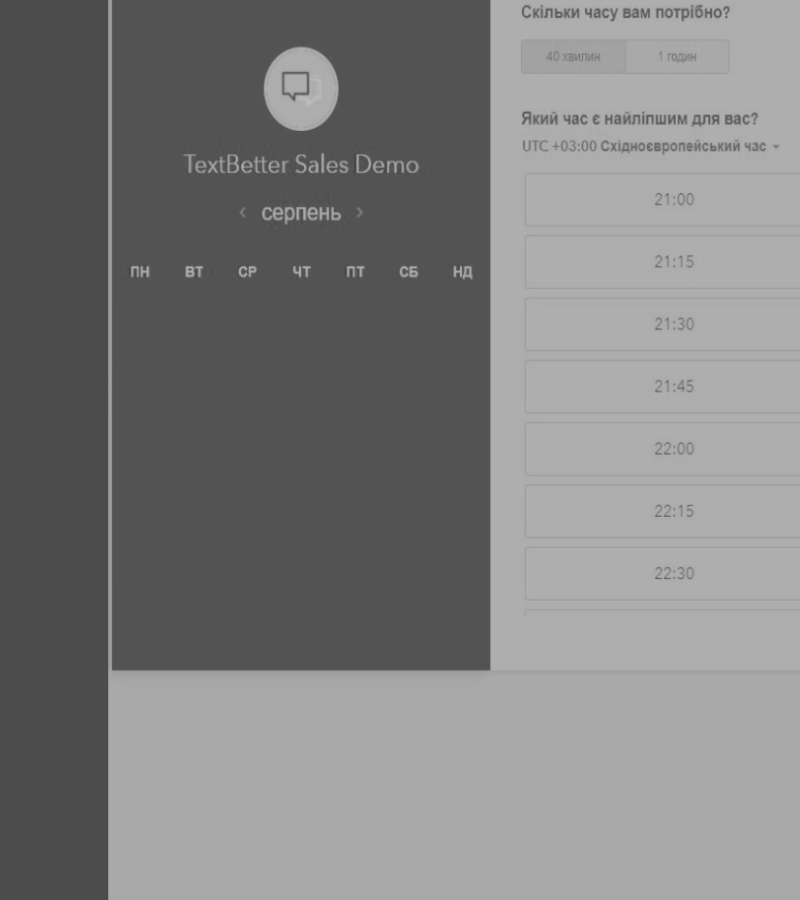 TextBetter Sales Demo
‹ серпень ›
ПН ВТ СР ЧТ ПТ СБ НД
Скільки часу вам потрібно?
40 хвилин 1 годин
Який час є найліпшим для вас?
UTC +03:00 Східноєвропейський час
21:00
21:15
21:30
21:45
22:00
22:15
22:30